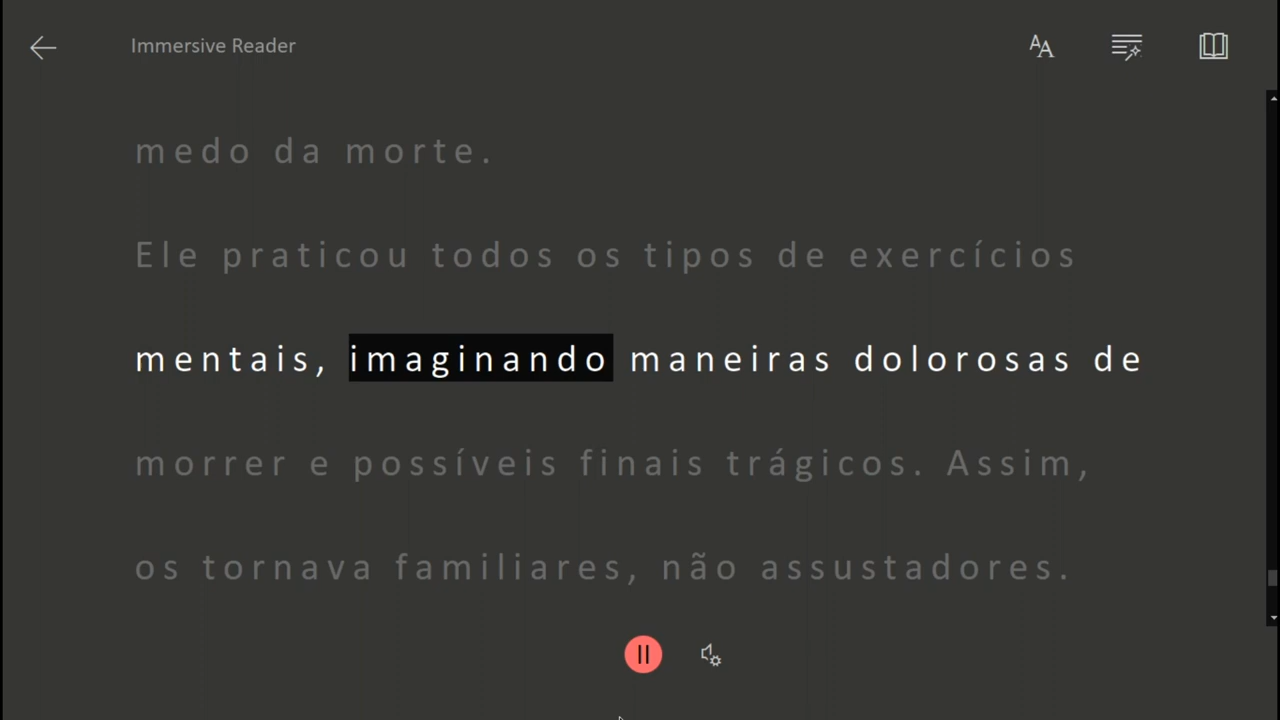 Immersive Reader
medo da morte.
Ele praticou todos os tipos de exercícios
mentais, imaginando maneiras dolorosas de
morrer e possíveis finais trágicos. Assim,
os tornava familiares, não assustadores.